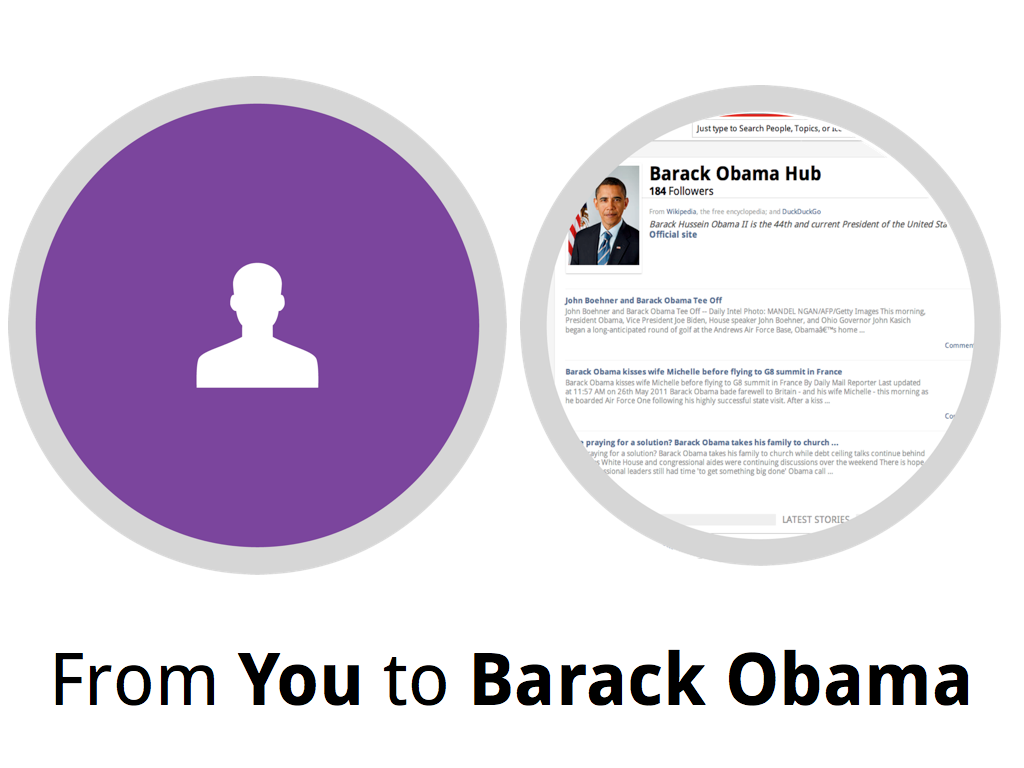 Just type to Search People, Topics, or
Barack Obama Hub
184 Followers
From Wikipedia, the free encyclopedia; and DuckDuckGo
Barack Hussein Obama II is the 44th and current President of the United Sta
Official site
John Boehner and Barack Obama Tee Off
John Boehner and Barack Obama Tee Off -- Daily Intel Photo: MANDEL NGAN/AFP/Getty Images This morning,
President Obama, Vice President Joe Biden, House speaker John Boehner, and Ohio Governor John Kasich
began a long-anticipated round of golf at the Andrews Air Force Base, Obamaâ€™s home ...
Commen
Barack Obama kisses wife Michelle before flying to G8 summit in France
Barack Obama kisses wife Michelle before flying to G8 summit in France By Daily Mail Reporter Last updated
at 11:57 AM on 26th May 2011 Barack Obama bade farewell to Britain - and his wife Michelle - this morning as
he boarded Air Force One following his highly successful state visit. After a kiss ...
Co
praying for a solution? Barack Obama takes his family to church ...
aying for a solution? Barack Obama takes his family to church while debt ceiling talks continue behind
s White House and congressional aides were continuing discussions over the weekend There is hope
ssional leaders still had time 'to get something big done' Obama call ...
LATEST STORIES
From You to Barack Obama